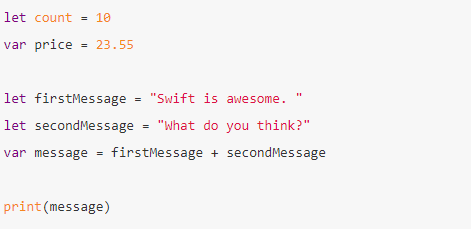 let count = 10
var price = 23.55
let firstMessage = "Swift is awesome. "
let secondMessage = "What do you think?"
var message = firstMessage + secondMessage
print(message)